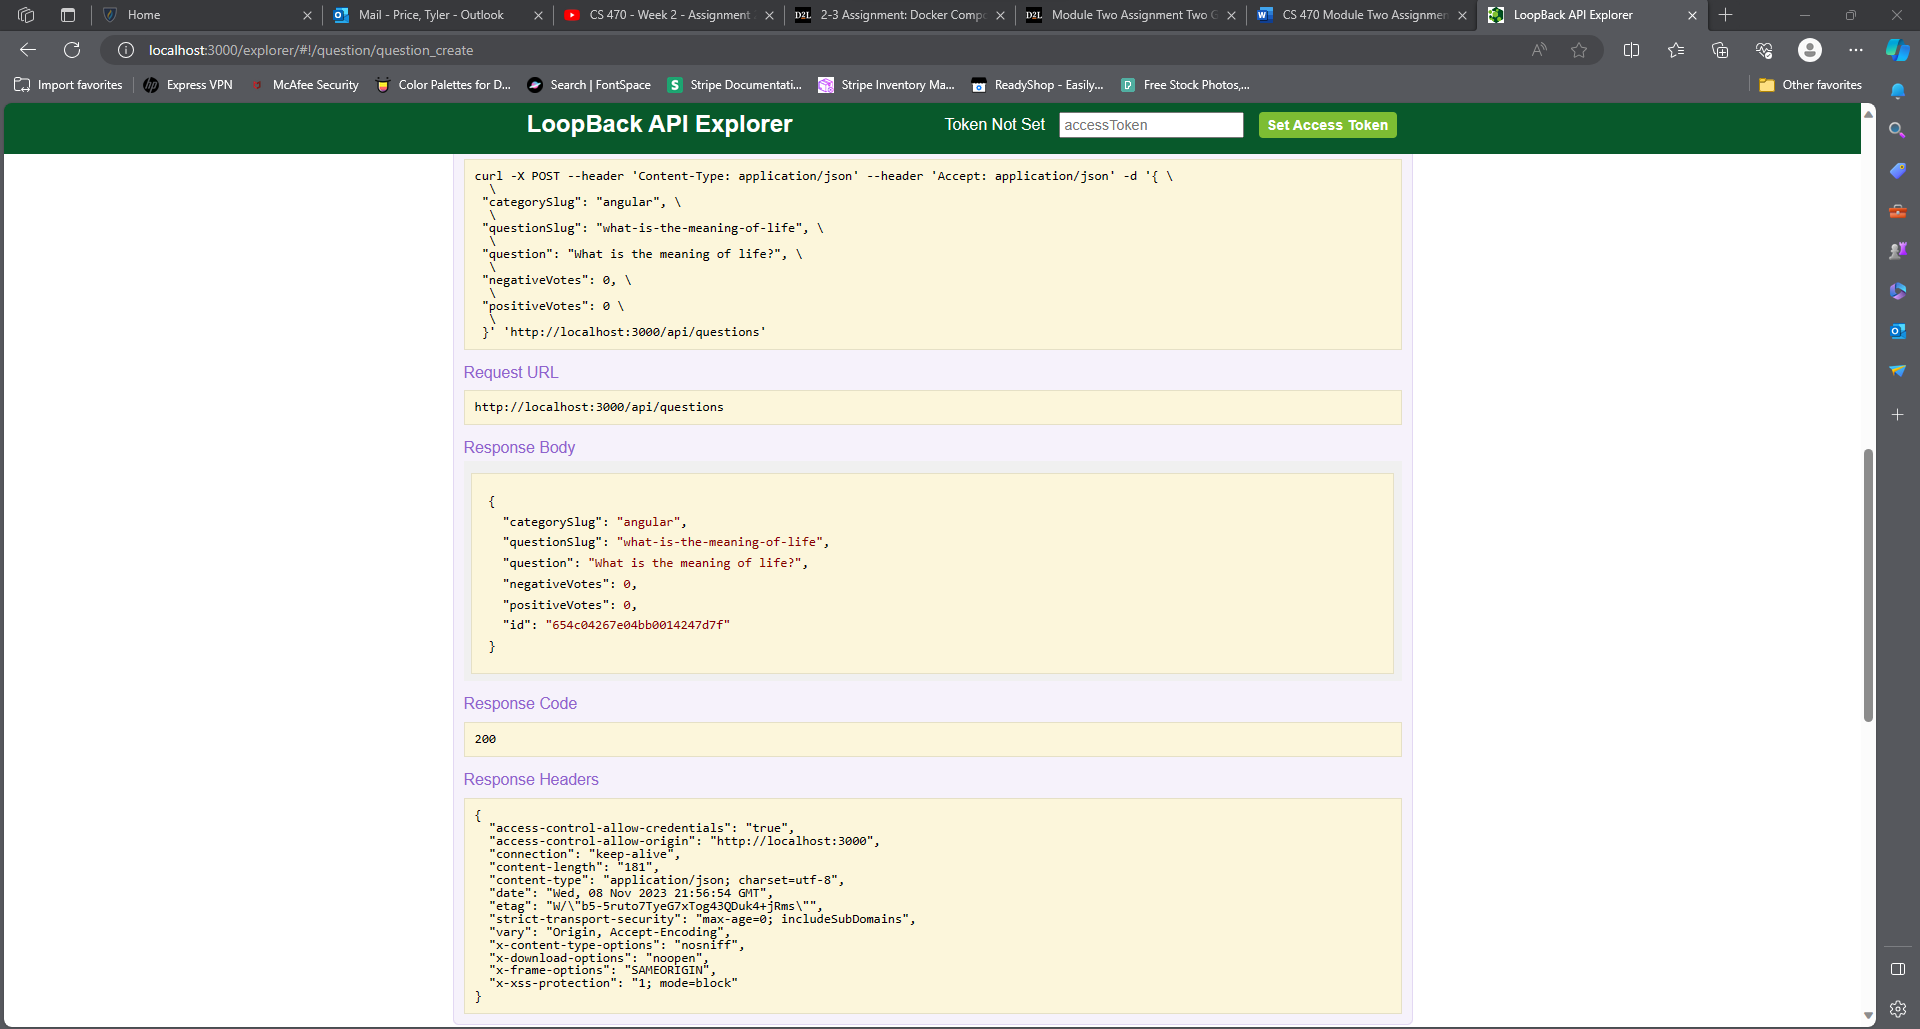 Home
Mail - Price, Tyler - Outlook
CS 470 - Week 2 - Assignment
2-3 Assignment: Docker Comp
Module Two Assignment Two G
CS 470 Module Two Assignmen
LoopBack API Explorer
localhost:3000/explorer/#!/question/question_create
Import favorites
Express VPN
McAfee Security
Color Palettes for D...
Search | FontSpace
Stripe Documentati...
Stripe Inventory Ma...
ReadyShop - Easily...
Free Stock Photos,...
Other favorites
LoopBack API Explorer
Token Not Set
accessToken
Set Access Token
curl -X POST --header 'Content-Type: application/json' --header 'Accept: application/json' -d '{ \
\
"categorySlug": "angular", \
\
"questionSlug": "what-is-the-meaning-of-life", \
\
"question": "What is the meaning of life?", \
\
"negativeVotes": 0, \
\
"positiveVotes": 0 \
\
}' 'http://localhost:3000/api/questions'
Request URL
http://localhost:3000/api/questions
Response Body
{
"categorySlug": "angular",
"questionSlug": "what-is-the-meaning-of-life",
"question": "What is the meaning of life?",
"negativeVotes": 0,
"positiveVotes": 0,
"id": "654c04267e04bb0014247d7f"
}
Response Code
200
Response Headers
{
"access-control-allow-credentials": "true",
"access-control-allow-origin": "http://localhost:3000",
"connection": "keep-alive",
"content-length": "181",
"content-type": "application/json; charset=utf-8",
"date": "Wed, 08 Nov 2023 21:56:54 GMT",
"etag": "W/\"b5-5ruto7TyeG7xTog43QDuk4+jRms\"",
"strict-transport-security": "max-age=0; includeSubDomains",
"vary": "Origin, Accept-Encoding",
"x-content-type-options": "nosniff",
"x-download-options": "noopen",
"x-frame-options": "SAMEORIGIN",
"x-xss-protection": "1; mode=block"
}